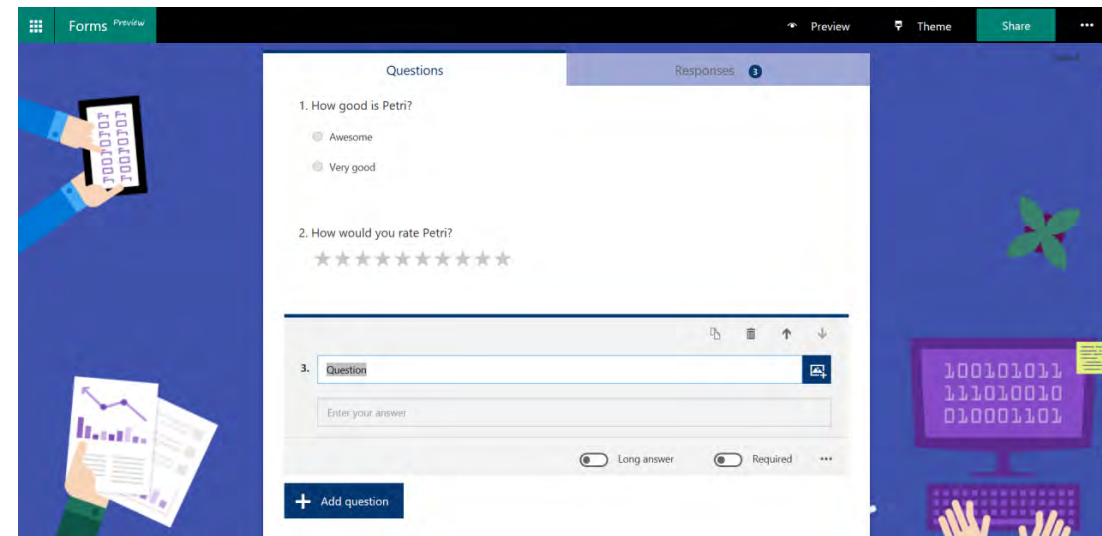 Forms Preview
Preview
Theme
Share
Questions
Responses 3
1. How good is Petri?
Awesome
Very good
2. How would you rate Petri?
3. Question
Enter your answer
Long answer
Required
Add question
100101011
111010010
010001101